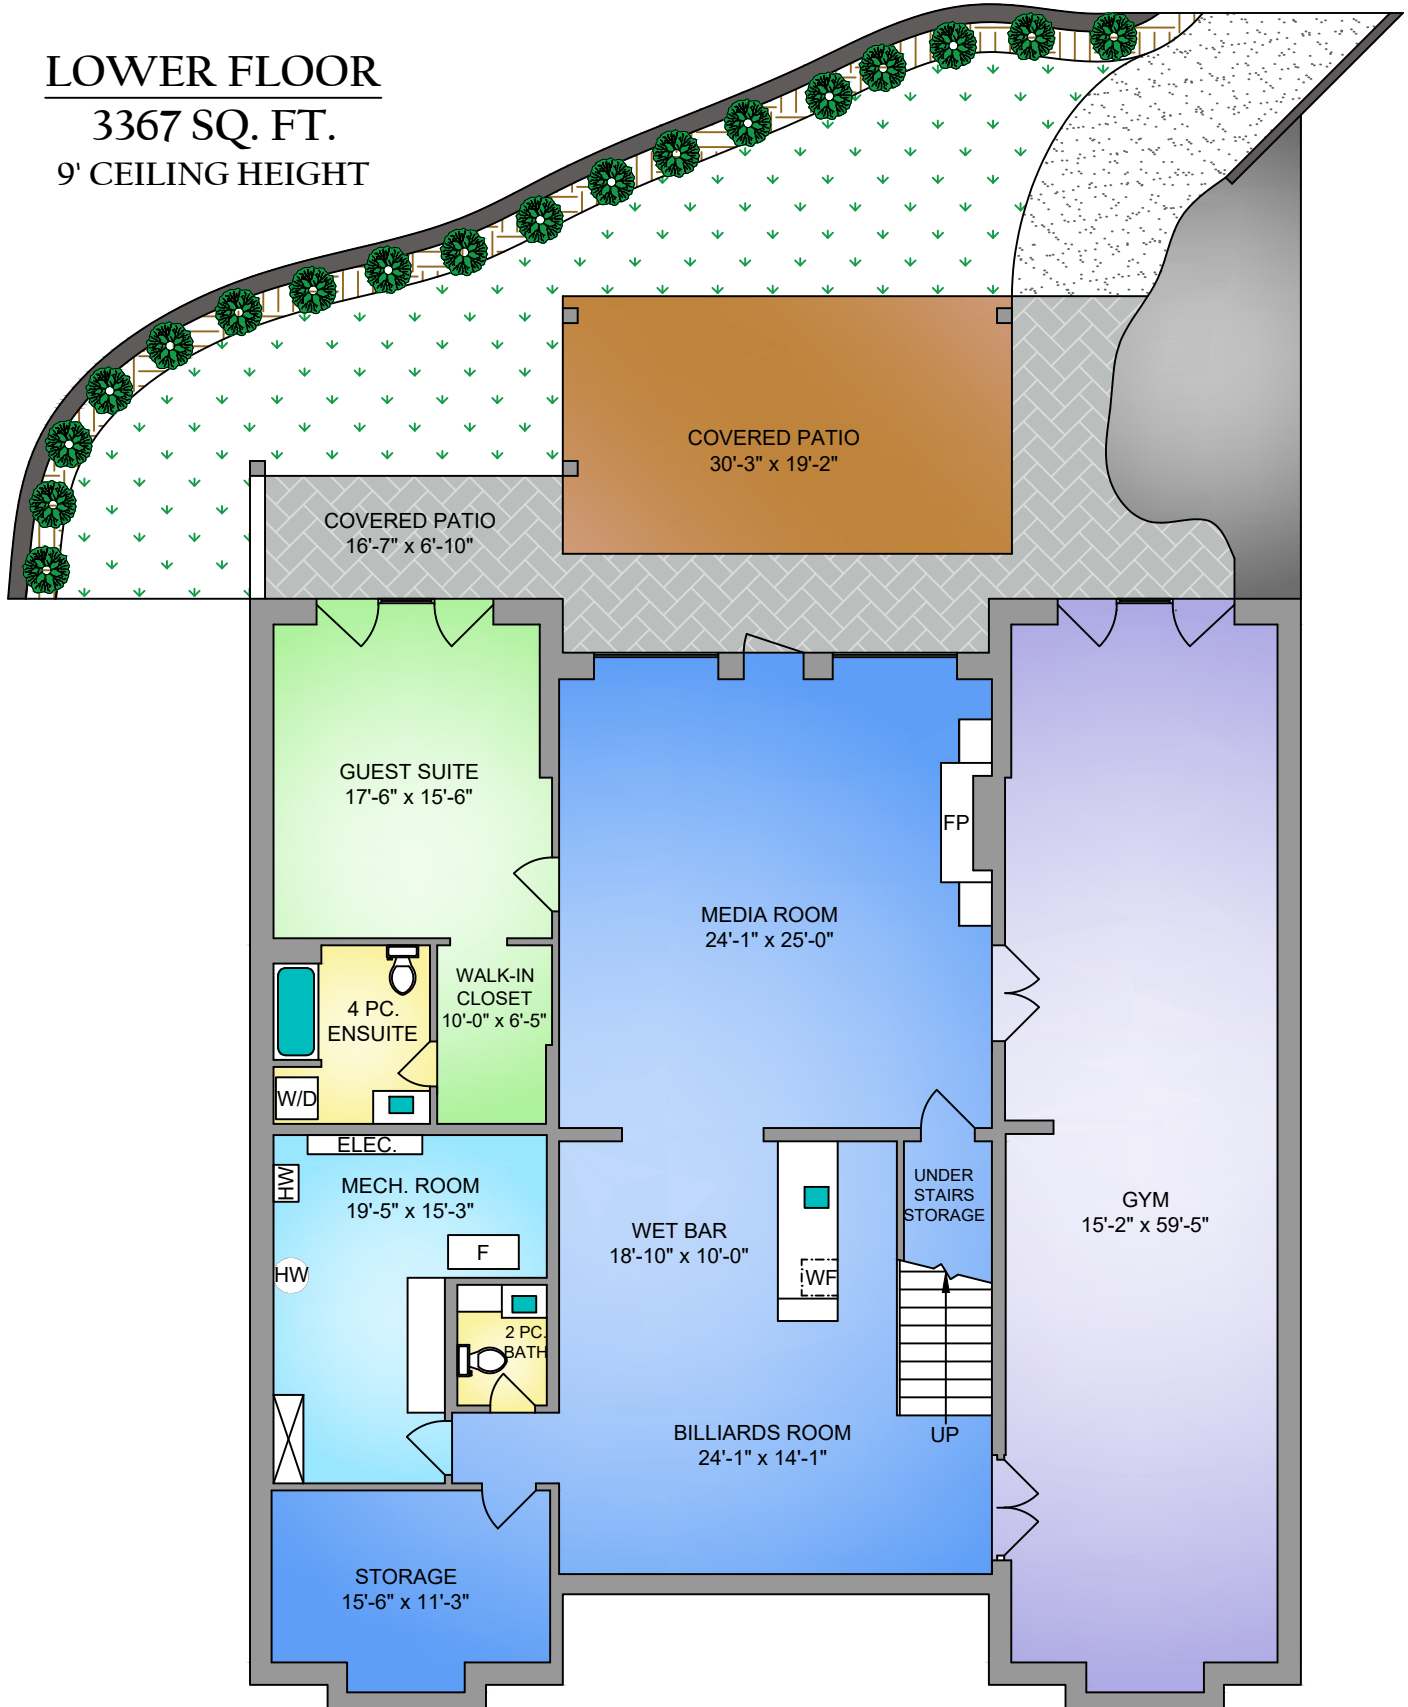 LOWER FLOOR
3367 SQ. FT.
9' CEILING HEIGHT
COVERED PATIO
30'-3" x 19'-2"
COVERED PATIO
16'-7" x 6'-10"
GUEST SUITE
17'-6" x 15'-6"
FP
MEDIA ROOM
24'-1" x 25'-0"
WALK-IN
CLOSET
10'-0" x 6'-5"
4 PC.
ENSUITE
W/D
ELEC.
HW
MECH. ROOM
19'-5" x 15'-3"
F
HW
WET BAR
18'-10" x 10'-0"
WF
UNDER
STAIRS
STORAGE
GYM
15'-2" x 59'-5"
2 PC.
BATH
BILLIARDS ROOM
24'-1" x 14'-1"
UP
STORAGE
15'-6" x 11'-3"